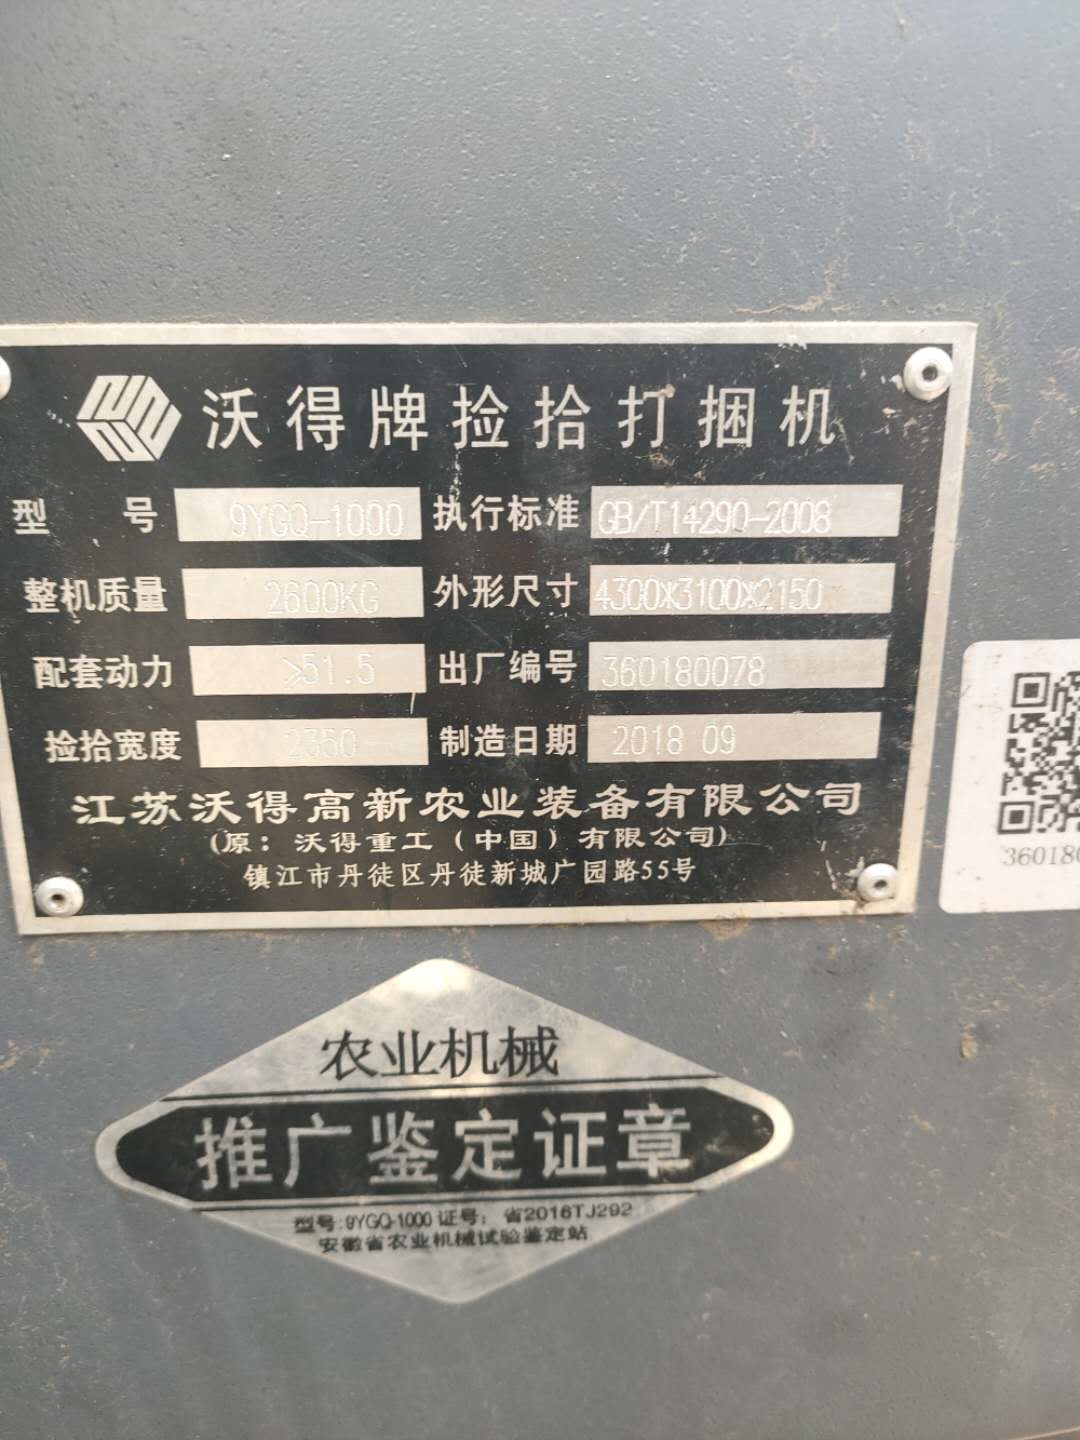 沃得牌捡拾打捆机
型 号 9YGQ-1000 执行标准 GB/T14290-2008
整机质量 2600KG 外形尺寸 4300*3100*2150
配套动力 ≥51.5 出厂编号 360180078
捡拾宽度 2350 制造日期 2018 09
江苏沃得高新农业装备有限公司
(原：沃得重工（中国）有限公司)
镇江市丹徒区丹徒新城广园路55号
36018
农业机械
推广鉴定证章
型号:9YGQ-1000 证号：省2016TJ292
安徽省农业机械试验鉴定站